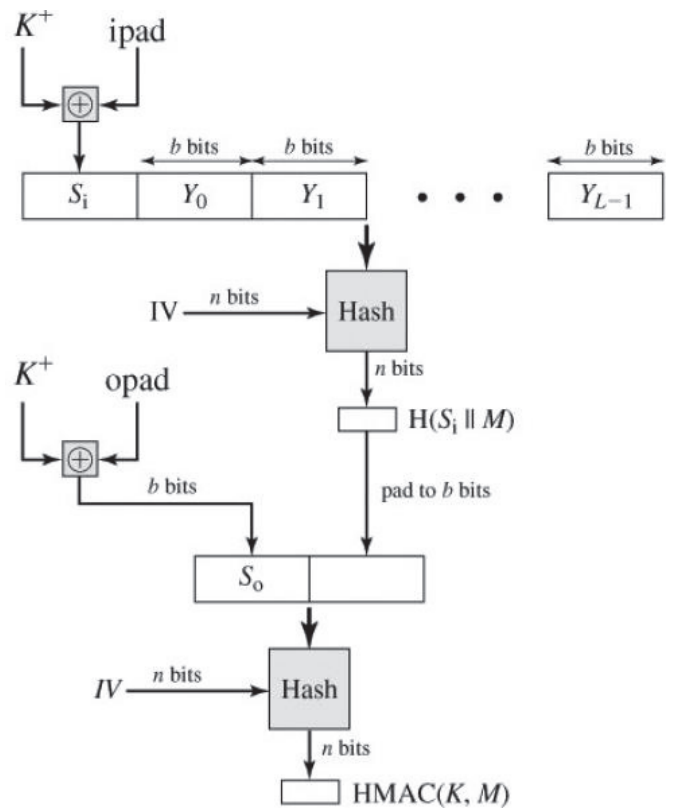 K⁺ ipad
⊕
b bits b bits b bits
Sᵢ Y₀ Y₁ • • • Y_{L−1}
IV n bits Hash
n bits
K⁺ opad
H(Sᵢ || M)
⊕
b bits pad to b bits
Sₒ
IV n bits Hash
n bits
HMAC(K, M)